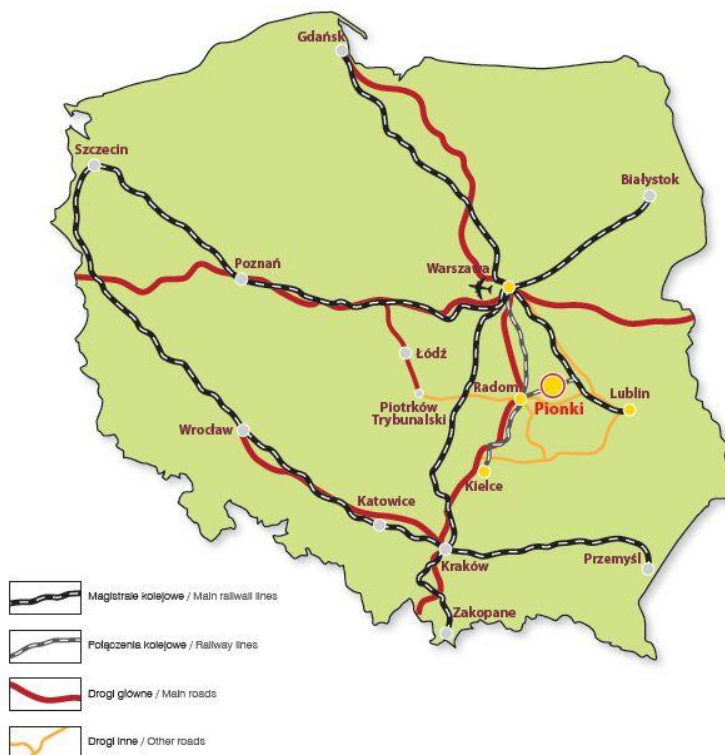 Gdańsk
Szczecin
Białystok
Poznań
Warszawa
Łódź
Radom
Lublin
Piotrków
Trybunalski
Pionki
Wrocław
Kielce
Katowice
Kraków
Przemyśl
Zakopane
Magistrale kolejowe / Main raillwall lines
Połączenia kolejowe / Railway lines
Drogi główne / Main roads
Drogi inne / Other roads